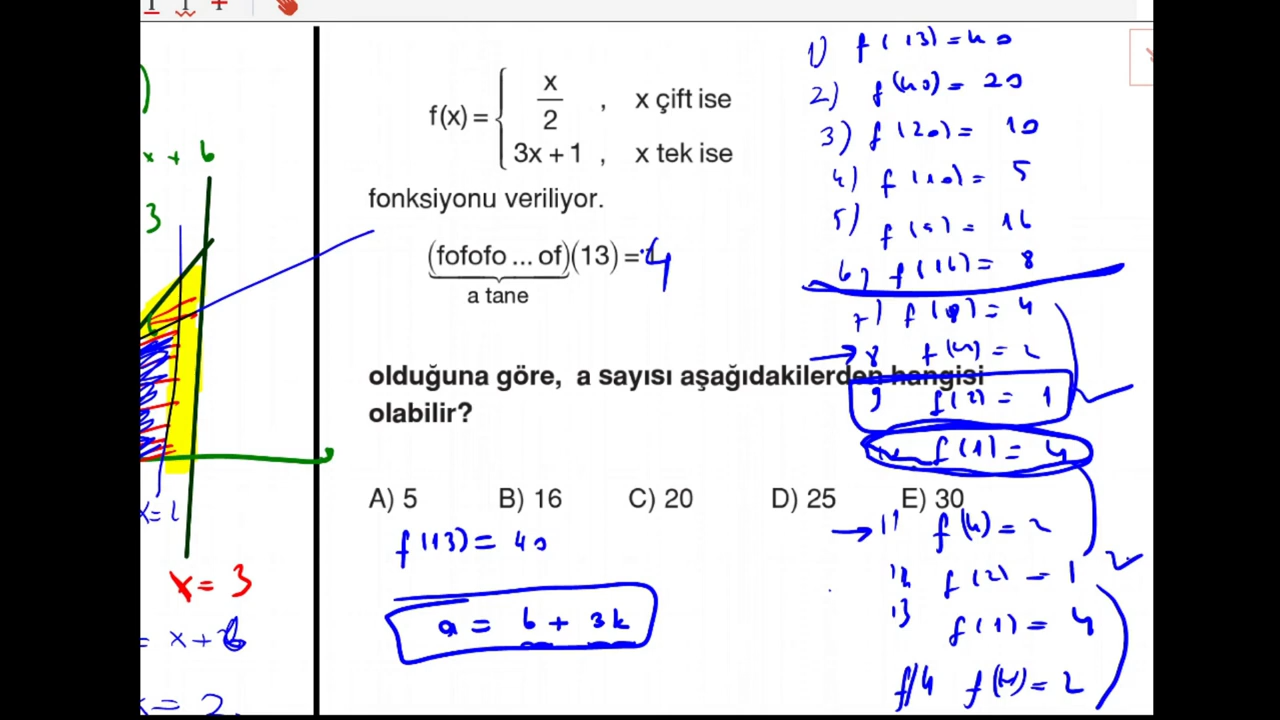 x + 6
3
x = 3
= x + 6
x = 2
f(x) = { x/2 , x çift ise
3x + 1 , x tek ise
fonksiyonu veriliyor.
(fofofo ... of)(13) = 4
a tane
olduğuna göre, a sayısı aşağıdakilerden hangisi
olabilir?
A) 5 B) 16 C) 20 D) 25 E) 30
f(13) = 40
a = 6 + 3k
1) f(13) = 40
2) f(40) = 20
3) f(20) = 10
4) f(10) = 5
5) f(5) = 16
6) f(16) = 8
7) f(8) = 4
8 f(4) = 2
9 f(2) = 1
f(1) = 4
11 f(4) = 2
12 f(2) = 1
13 f(1) = 4
f(4) = 2